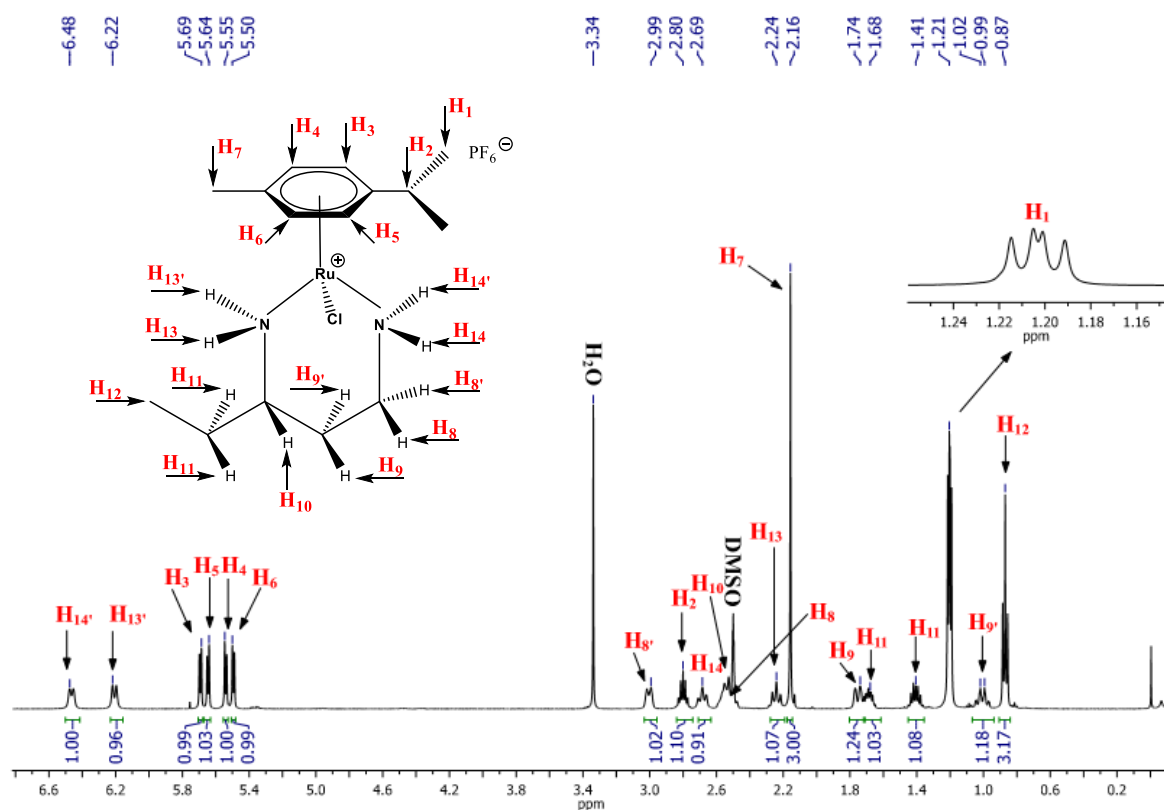 6.48 6.22 5.69 5.64 5.55 5.50 3.34 2.99 2.80 2.69 2.24 2.16 1.74 1.68 1.41 1.21 1.02 0.99 0.87
H₁
H₄ H₃
H₇ H₂ PF₆ ⊖
H₆ H₅
H₁
Ru ⊕
H₇
H₁₃' H H H₁₄'
Cl
N N
H₁₃ H H H₁₄
1.24 1.22 1.20 1.18 1.16
ppm
H₂O
H₁₁ H₉' H₈'
H₁₂ H H H
H₁₂
H H₈
H₁₁ H H H₉
H₁₀
DMSO
H₁₃
H₅ H₄
H₃ H₆
H₁₀
H₂ H₈
H₁₄' H₁₃'
H₈' H₁₄ H₉ H₁₁ H₁₁ H₉'
1.00 0.96 0.99 1.03 1.00 0.99 1.02 1.10 0.91 1.07 3.00 1.24 1.03 1.08 1.18 3.17
6.6 6.2 5.8 5.4 5.0 4.6 4.2 3.8 3.4 3.0 2.6 2.2 1.8 1.4 1.0 0.6 0.2
ppm